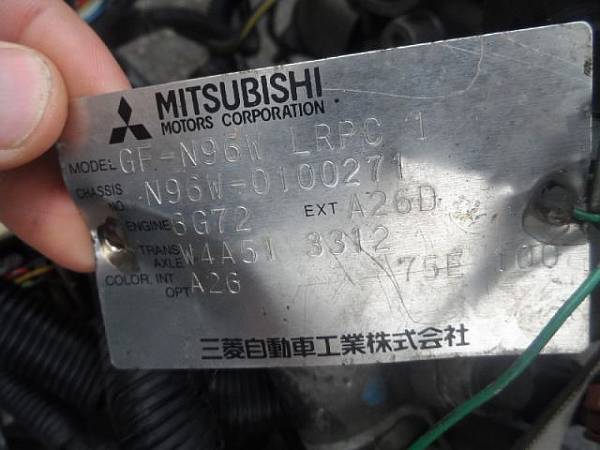 MITSUBISHI
MOTORS CORPORATION.
MODEL GF-N96W LRPC 1
CHASSIS NO N96W-0100271
ENGINE 6G72 EXT A26D
TRANS AXLE W4A51 3312
COLOR, INT OPT A26 75E 100
三菱自動車工業株式会社